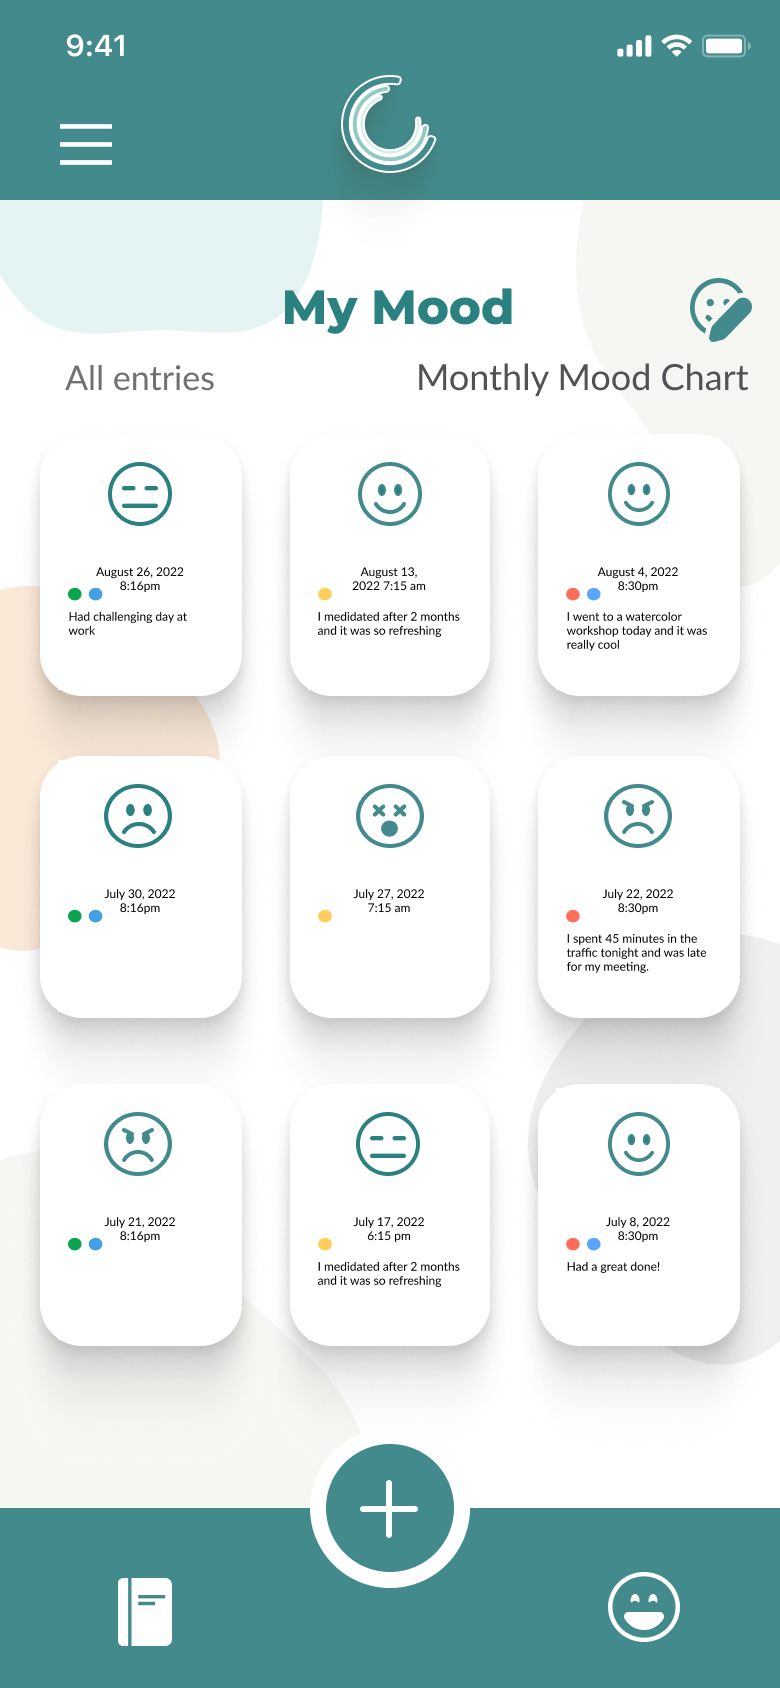 9:41
My Mood
All entries
Monthly Mood Chart
August 26, 2022
8:16pm
Had challenging day at
work
August 13,
2022 7:15 am
I medidated after 2 months
and it was so refreshing
August 4, 2022
8:30pm
I went to a watercolor
workshop today and it was
really cool
July 30, 2022
8:16pm
July 27, 2022
7:15 am
July 22, 2022
8:30pm
I spent 45 minutes in the
traffic tonight and was late
for my meeting.
July 21, 2022
8:16pm
July 17, 2022
6:15 pm
I medidated after 2 months
and it was so refreshing
July 8, 2022
8:30pm
Had a great done!